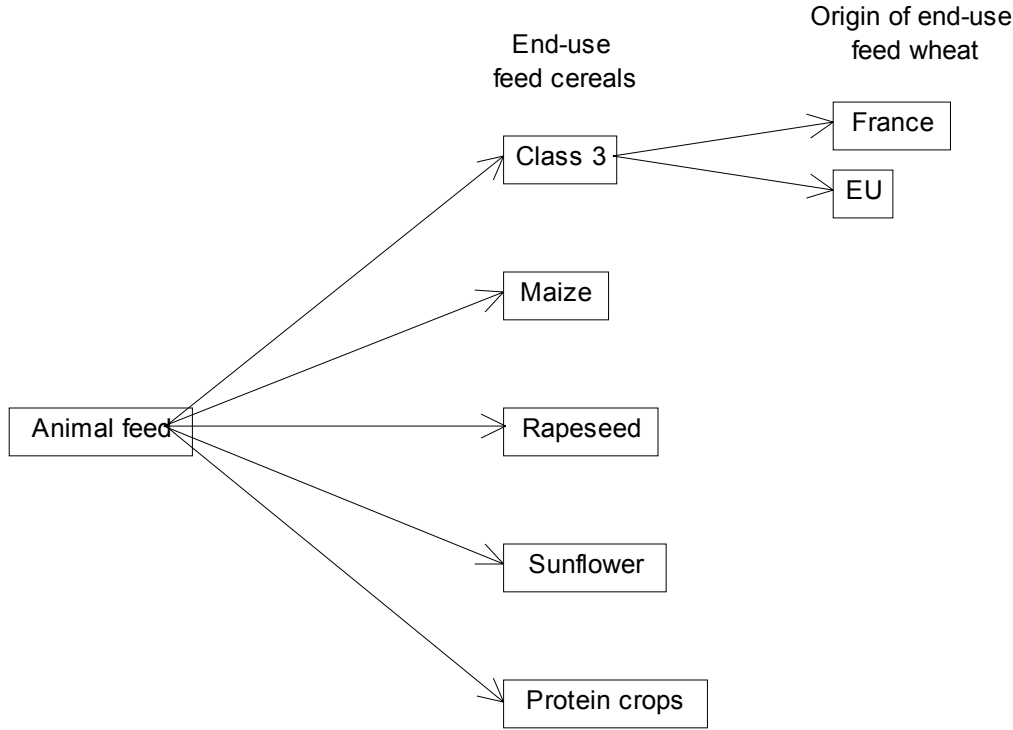 Origin of end-use
feed wheat
End-use
feed cereals
France
Class 3
EU
Maize
Animal feed
Rapeseed
Sunflower
Protein crops